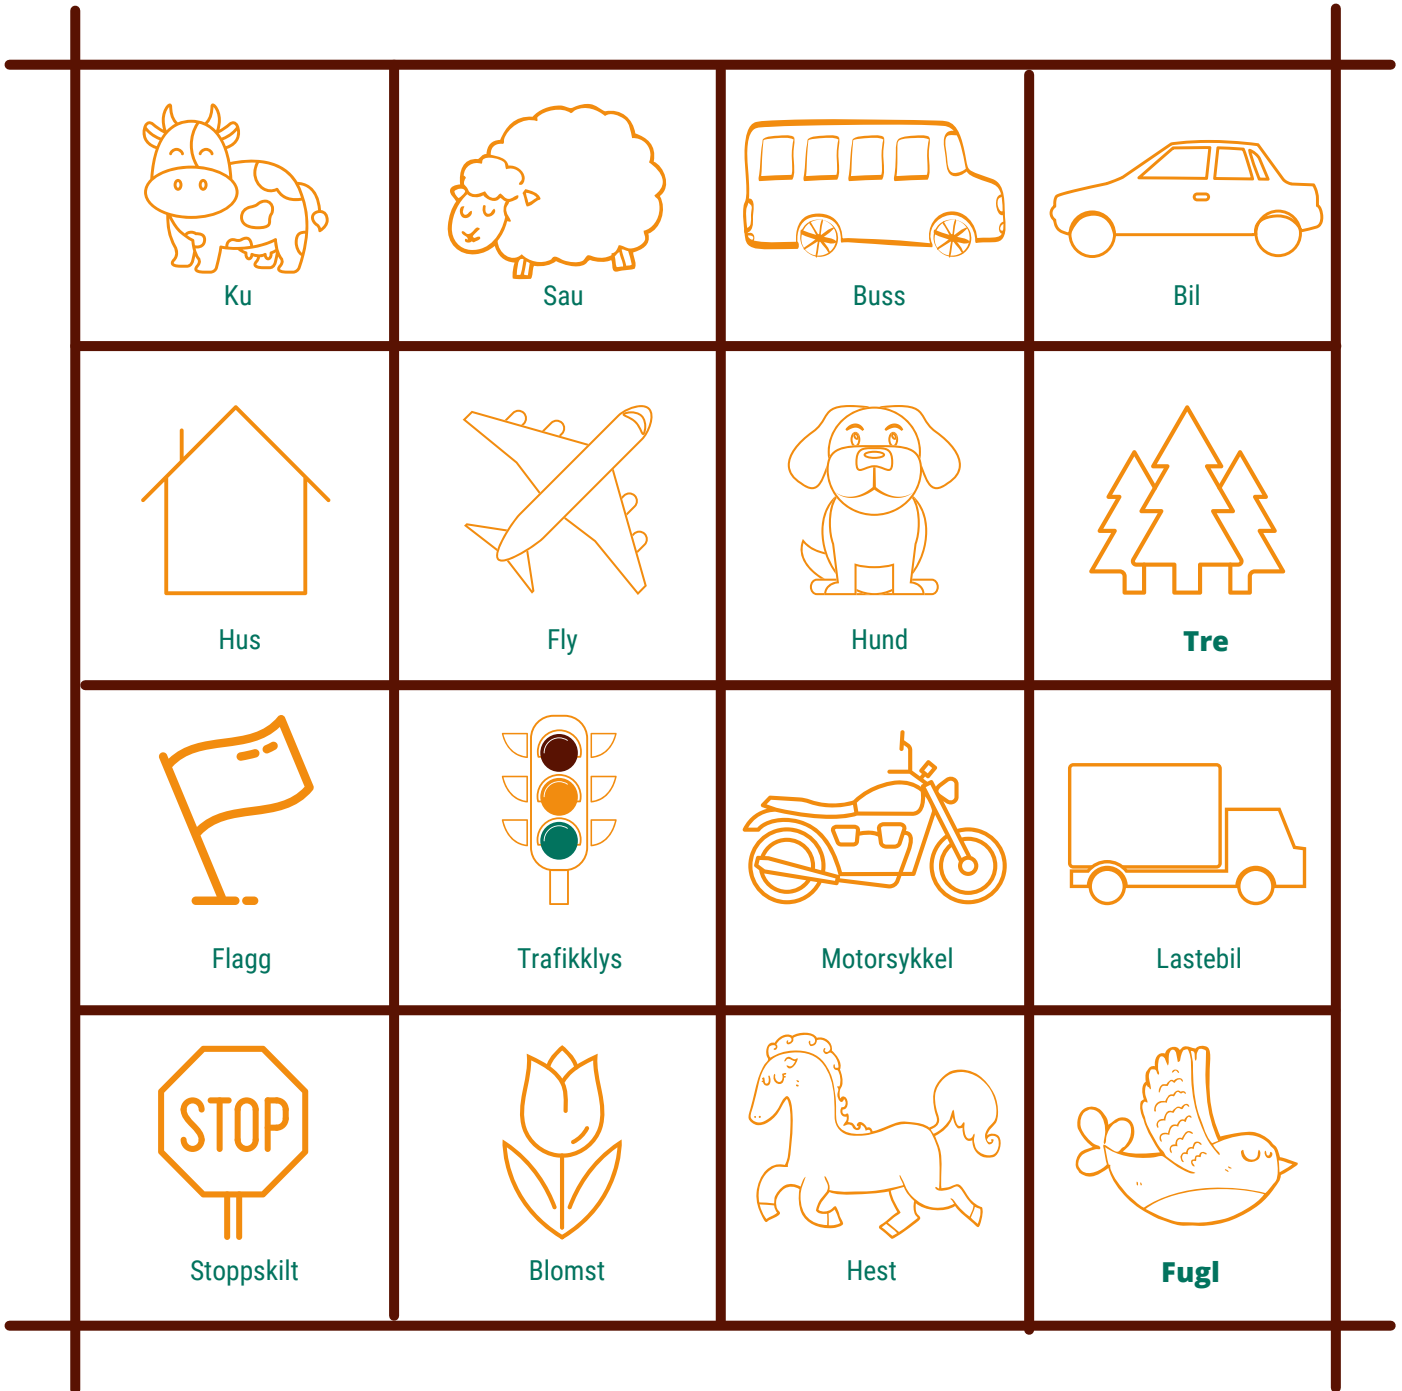 Ku
Sau
Buss
Bil
Hus
Fly
Hund
Tre
Flagg
Trafikklys
Motorsykkel
Lastebil
STOP
Stoppskilt
Blomst
Hest
Fugl